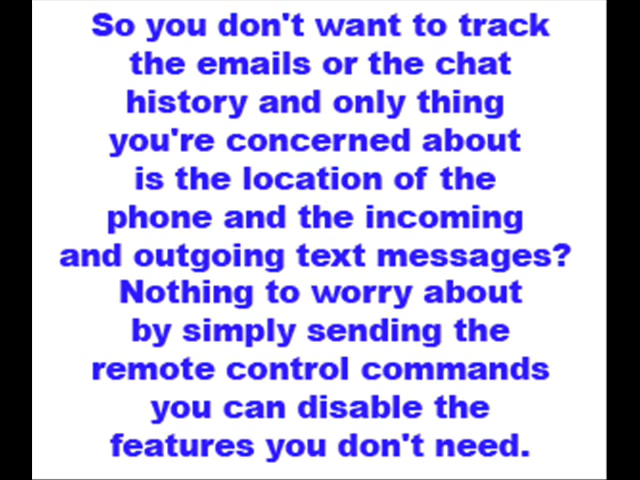 So you don't want to track
the emails or the chat
history and only thing
you're concerned about
is the location of the
phone and the incoming
and outgoing text messages?
Nothing to worry about
by simply sending the
remote control commands
you can disable the
features you don't need.